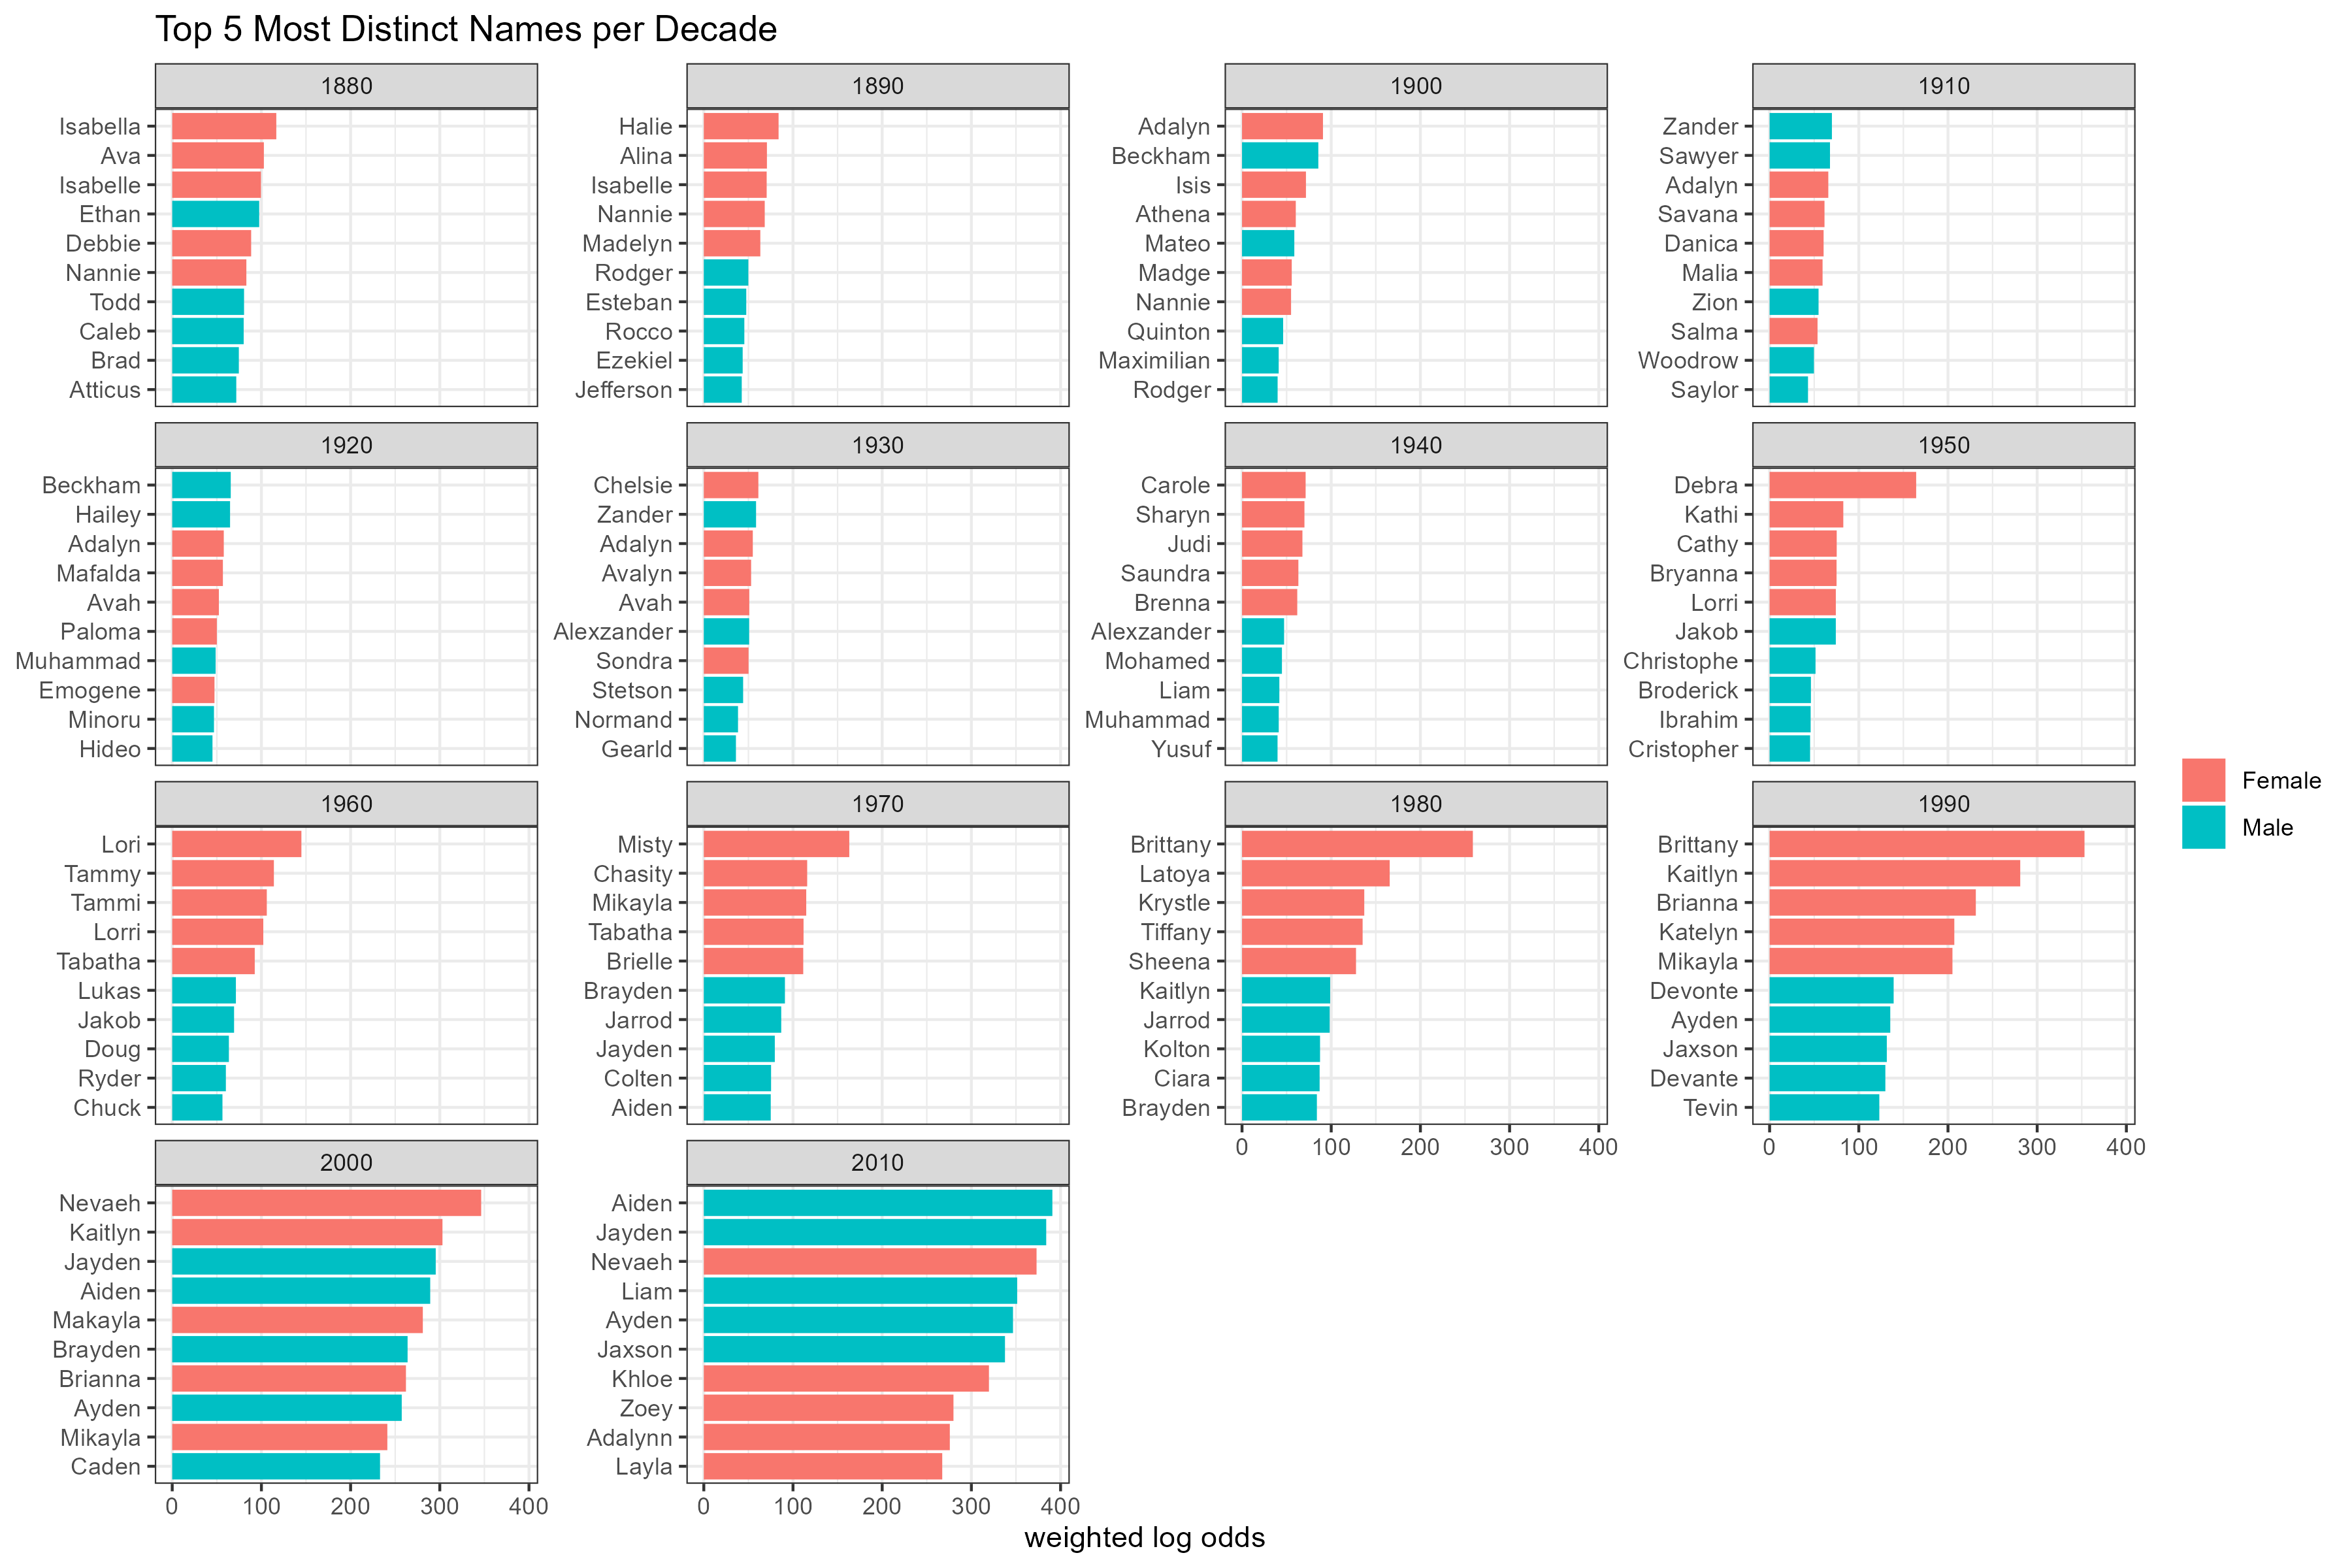 Top 5 Most Distinct Names per Decade
1880
Isabella
Ava
Isabelle
Ethan
Debbie
Nannie
Todd
Caleb
Brad
Atticus
1890
Halie
Alina
Isabelle
Nannie
Madelyn
Rodger
Esteban
Rocco
Ezekiel
Jefferson
1900
Adalyn
Beckham
Isis
Athena
Mateo
Madge
Nannie
Quinton
Maximilian
Rodger
1910
Zander
Sawyer
Adalyn
Savana
Danica
Malia
Zion
Salma
Woodrow
Saylor
1920
Beckham
Hailey
Adalyn
Mafalda
Avah
Paloma
Muhammad
Emogene
Minoru
Hideo
1930
Chelsie
Zander
Adalyn
Avalyn
Avah
Alexzander
Sondra
Stetson
Normand
Gearld
1940
Carole
Sharyn
Judi
Saundra
Brenna
Alexzander
Mohamed
Liam
Muhammad
Yusuf
1950
Debra
Kathi
Cathy
Bryanna
Lorri
Jakob
Christophe
Broderick
Ibrahim
Cristopher
1960
Lori
Tammy
Tammi
Lorri
Tabatha
Lukas
Jakob
Doug
Ryder
Chuck
1970
Misty
Chasity
Mikayla
Tabatha
Brielle
Brayden
Jarrod
Jayden
Colten
Aiden
1980
Brittany
Latoya
Krystle
Tiffany
Sheena
Kaitlyn
Jarrod
Kolton
Ciara
Brayden
0 100 200 300 400
1990
Brittany
Kaitlyn
Brianna
Katelyn
Mikayla
Devonte
Ayden
Jaxson
Devante
Tevin
0 100 200 300 400
2000
Nevaeh
Kaitlyn
Jayden
Aiden
Makayla
Brayden
Brianna
Ayden
Mikayla
Caden
0 100 200 300 400
2010
Aiden
Jayden
Nevaeh
Liam
Ayden
Jaxson
Khloe
Zoey
Adalynn
Layla
0 100 200 300 400
weighted log odds
Female
Male